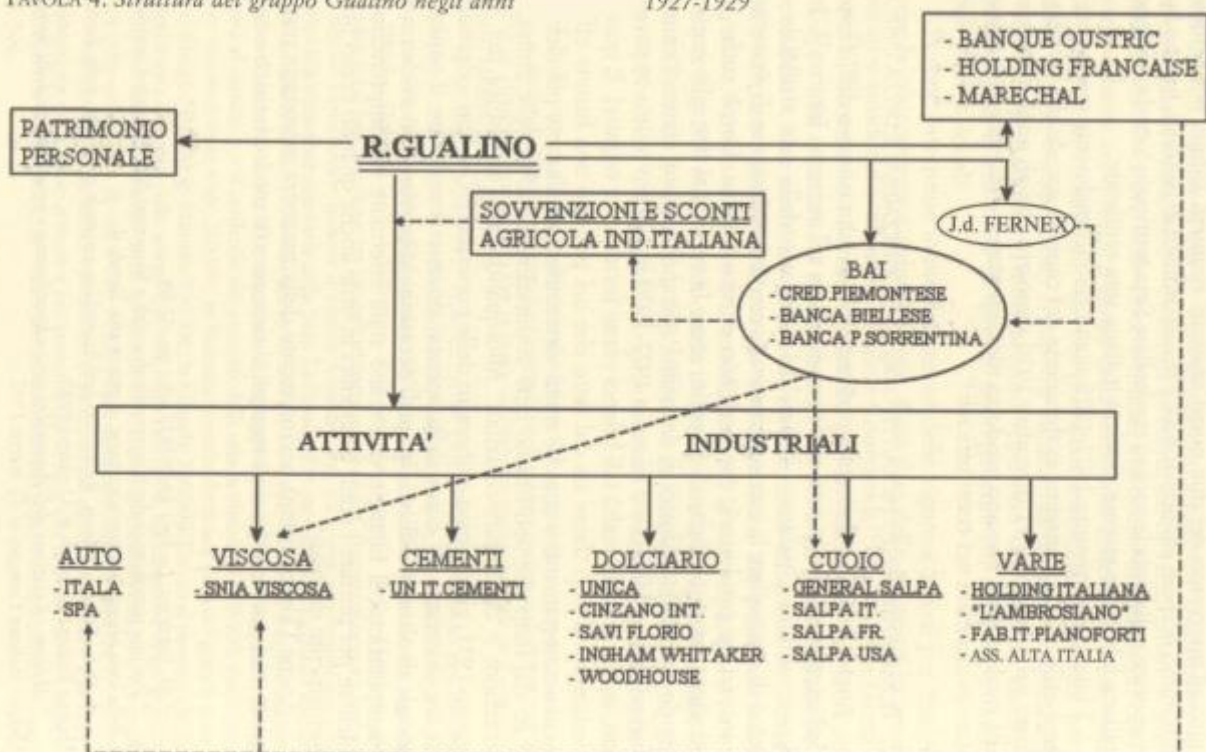 TAVOLA 4. Struttura del gruppo Gualino negli anni 1927-1929
- BANQUE OUSTRIC
- HOLDING FRANCAISE
- MARECHAL
PATRIMONIO
PERSONALE
R.GUALINO
SOVVENZIONI E SCONTI
AGRICOLA IND.ITALIANA
J.d. FERNEX
BAI
- CRED.PIEMONTESE
- BANCA BIELLESE
- BANCA P.SORRENTINA
ATTIVITA' INDUSTRIALI
AUTO
- ITALA
- SPA
VISCOSA
- SNIA VISCOSA
CEMENTI
- UN.IT.CEMENTI
DOLCIARIO
- UNICA
- CINZANO INT.
- SAVI FLORIO
- INGHAM WHITAKER
- WOODHOUSE
CUOIO
- GENERAL SALPA
- SALPA IT.
- SALPA FR.
- SALPA USA
VARIE
- HOLDING ITALIANA
- "L'AMBROSIANO"
- FAB.IT.PIANOFORTI
- ASS. ALTA ITALIA